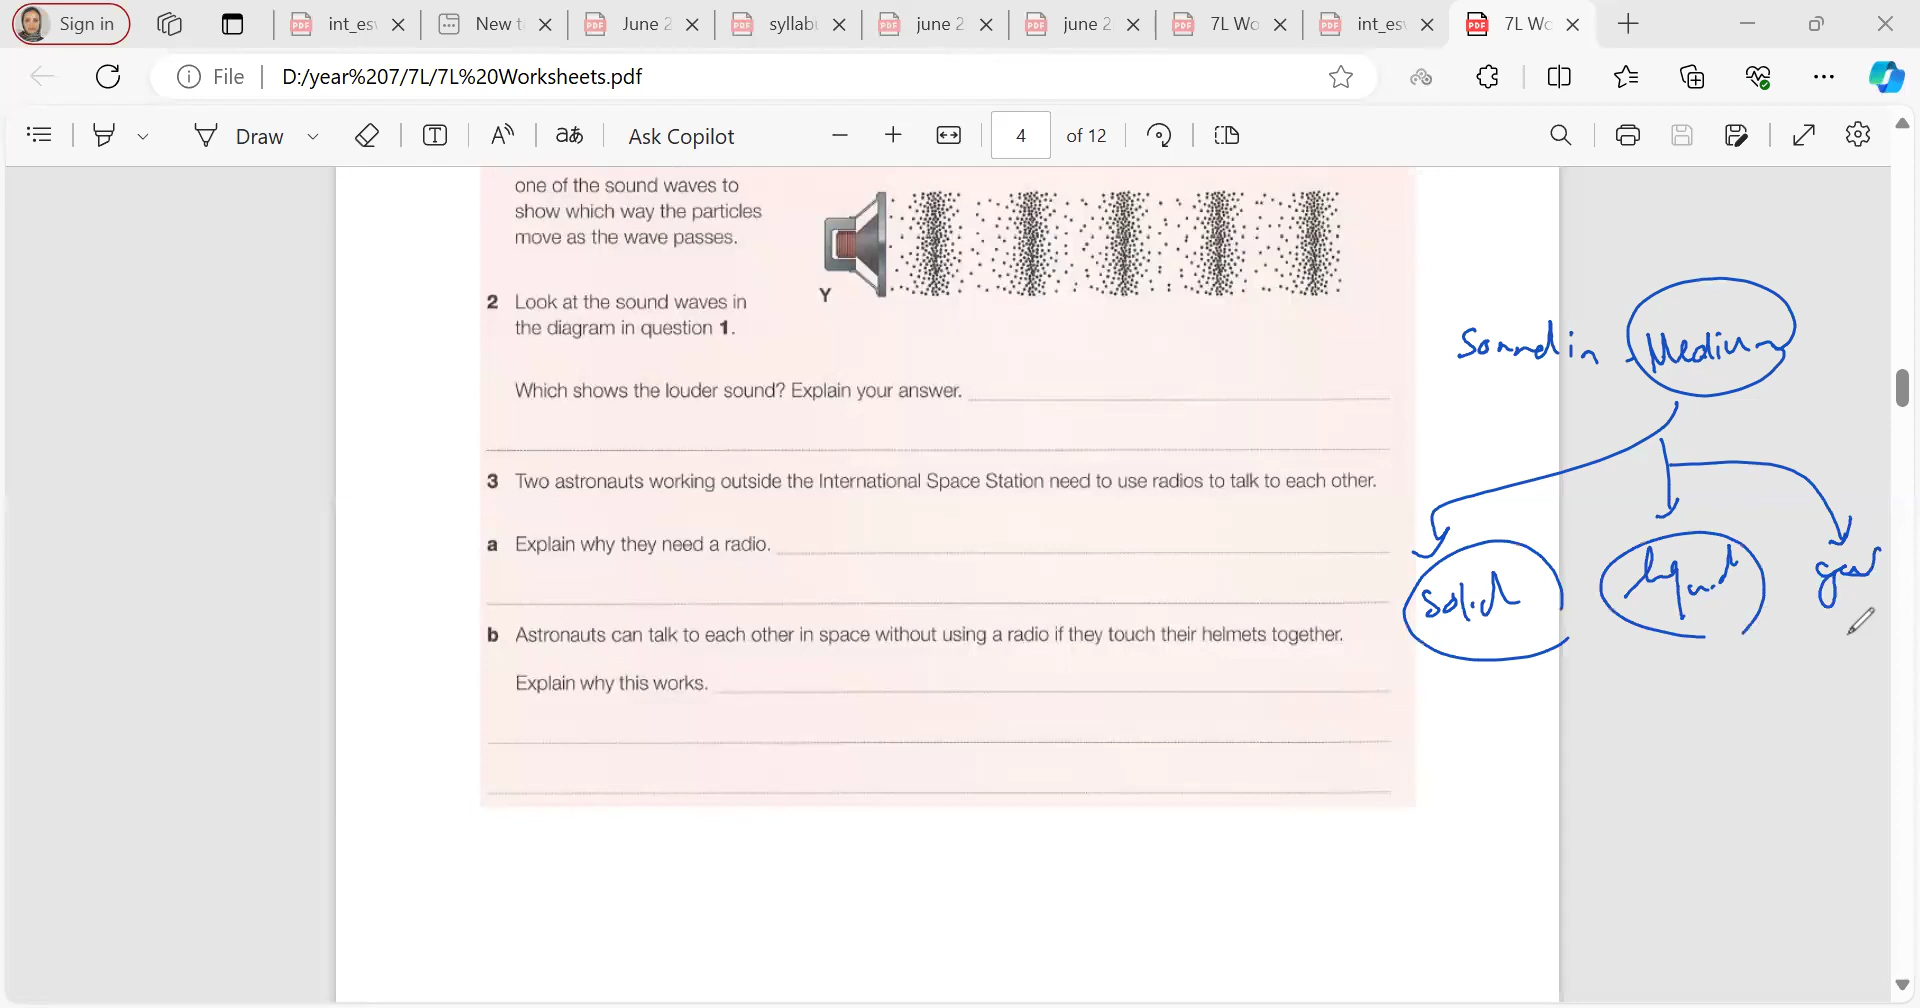 Sign in
int_es
New t
June 2
syllab
june 2
june 2
7L Wo
int_es
7L Wo
File
D:/year%207/7L/7L%20Worksheets.pdf
Draw
Ask Copilot
4 of 12
one of the sound waves to
show which way the particles
move as the wave passes.
Y
2 Look at the sound waves in
the diagram in question 1.
Which shows the louder sound? Explain your answer.
3 Two astronauts working outside the International Space Station need to use radios to talk to each other.
a Explain why they need a radio.
b Astronauts can talk to each other in space without using a radio if they touch their helmets together.
Explain why this works.
Sound in Medium
solid liquid gas